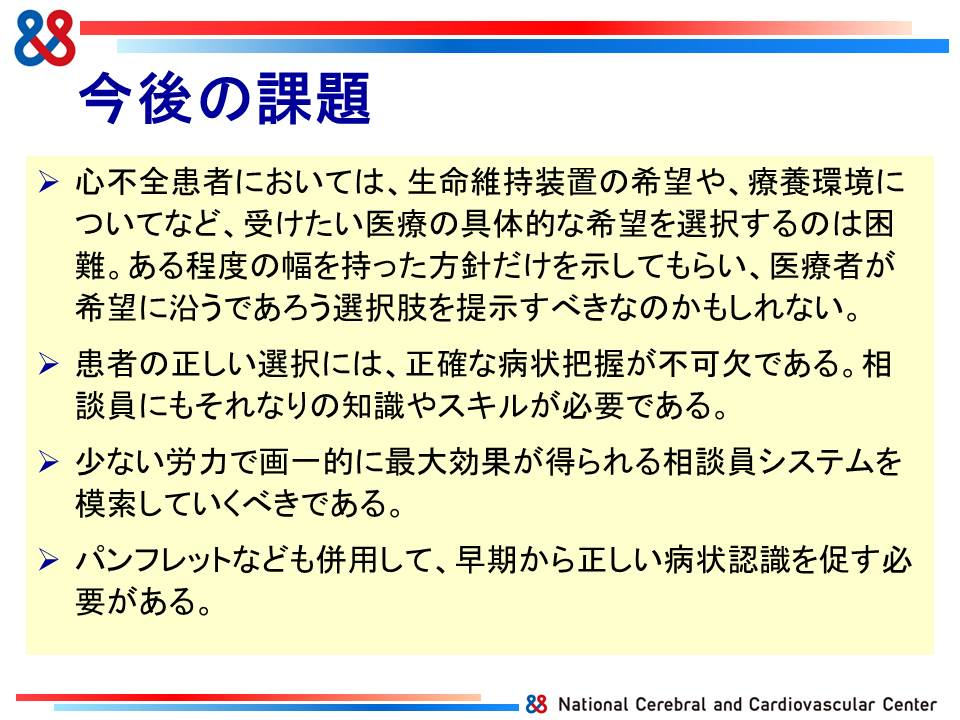 今後の課題
➢ 心不全患者においては、生命維持装置の希望や、療養環境に
ついてなど、受けたい医療の具体的な希望を選択するのは困
難。ある程度の幅を持った方針だけを示してもらい、医療者が
希望に沿うであろう選択肢を提示すべきなのかもしれない。
➢ 患者の正しい選択には、正確な病状把握が不可欠である。相
談員にもそれなりの知識やスキルが必要である。
➢ 少ない労力で画一的に最大効果が得られる相談員システムを
模索していくべきである。
➢ パンフレットなども併用して、早期から正しい病状認識を促す必
要がある。
National Cerebral and Cardiovascular Center